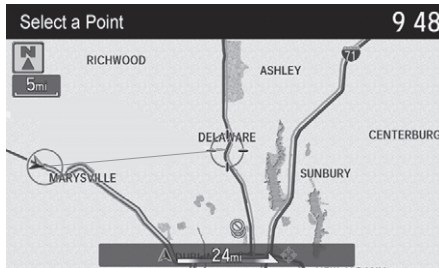 Select a Point
9 48
N
RICHWOOD
ASHLEY
71
5mi
DELAWARE
CENTERBURG
MARYSVILLE
SUNBURY
24mi